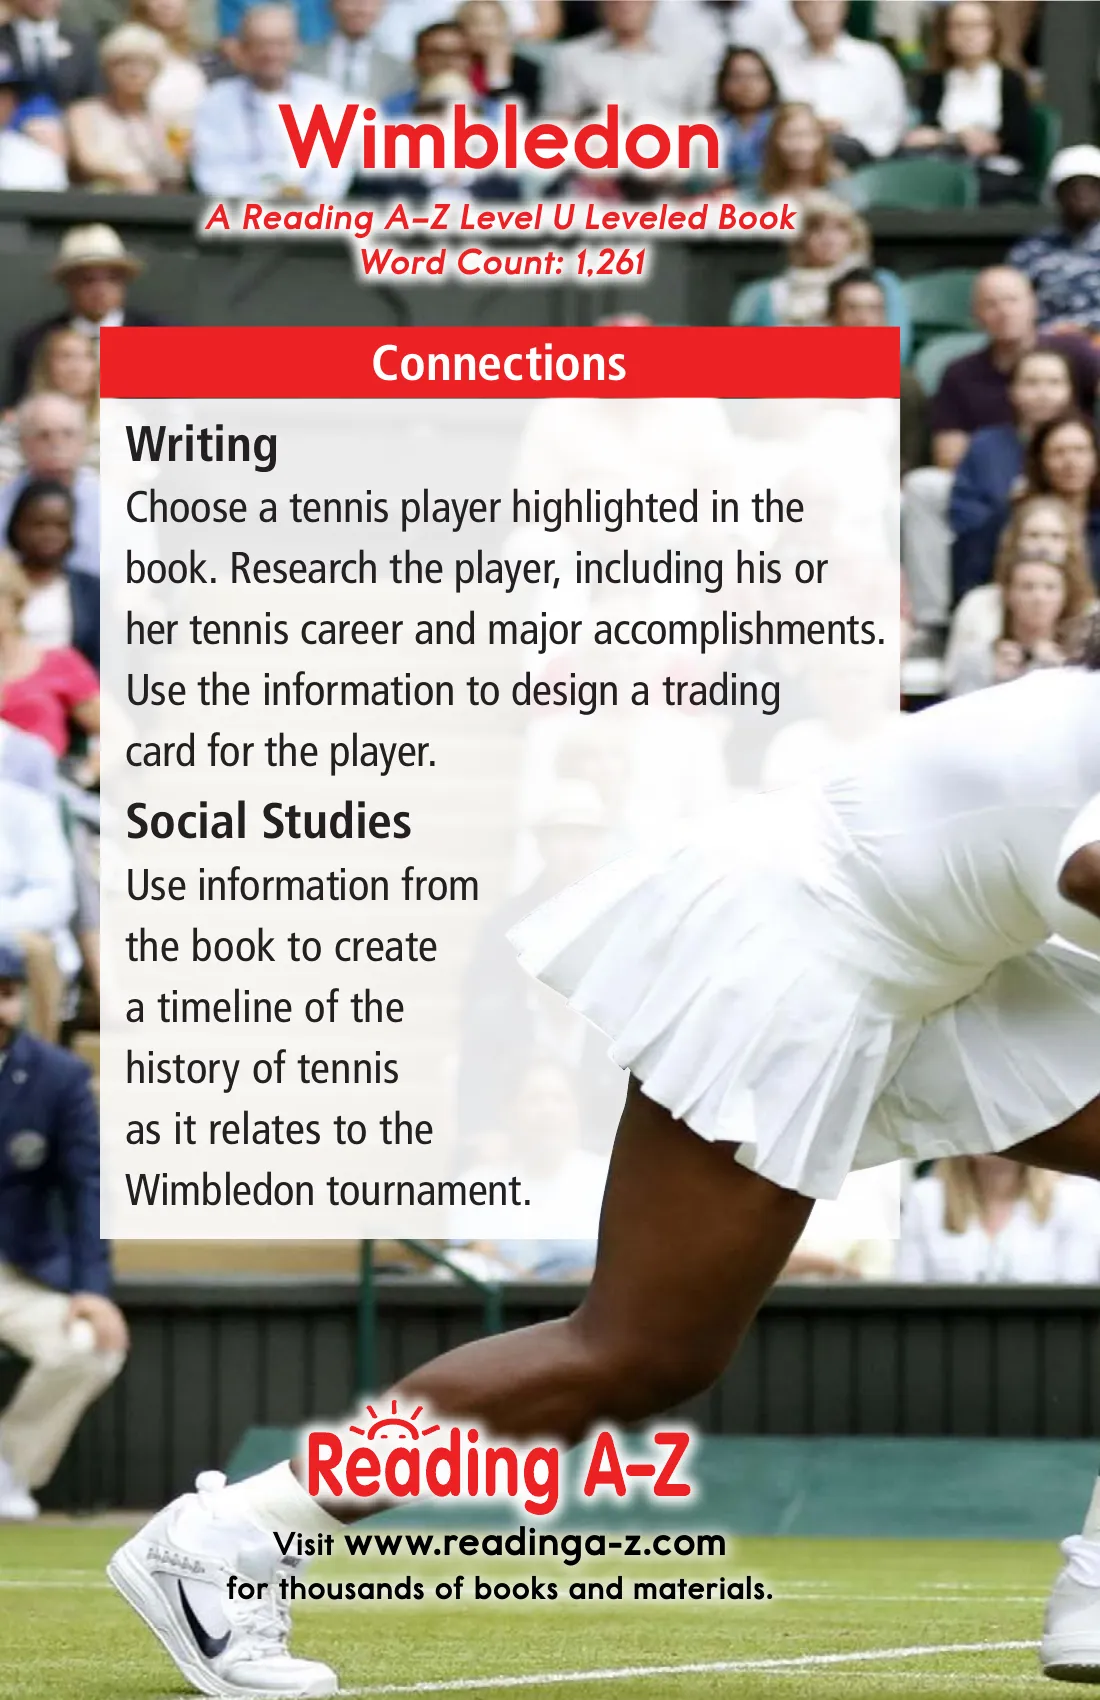 Wimbledon
A Reading A–Z Level U Leveled Book
Word Count: 1,261
Connections
Writing
Choose a tennis player highlighted in the
book. Research the player, including his or
her tennis career and major accomplishments.
Use the information to design a trading
card for the player.
Social Studies
Use information from
the book to create
a timeline of the
history of tennis
as it relates to the
Wimbledon tournament.
Reading A–Z
Visit www.readinga-z.com
for thousands of books and materials.